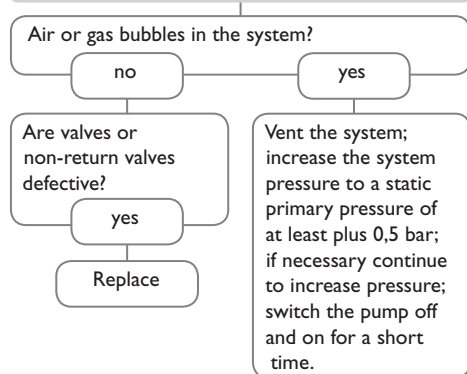 Air or gas bubbles in the system?
no
yes
Are valves or
non-return valves
defective?
yes
Replace
Vent the system;
increase the system
pressure to a static
primary pressure of
at least plus 0,5 bar;
if necessary continue
to increase pressure;
switch the pump off
and on for a short
time.